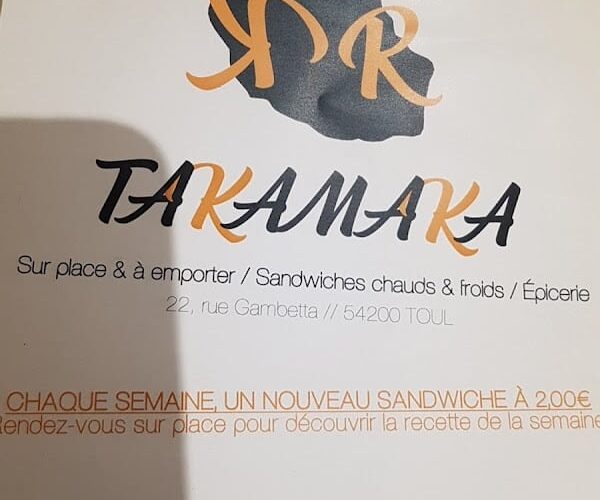 KR
TAKAMAKA
Sur place & à emporter / Sandwiches chauds & froids / Épicerie
22, rue Gambetta // 54200 TOUL
CHAQUE SEMAINE, UN NOUVEAU SANDWICHE À 2,00€
Rendez-vous sur place pour découvrir la recette de la semaine